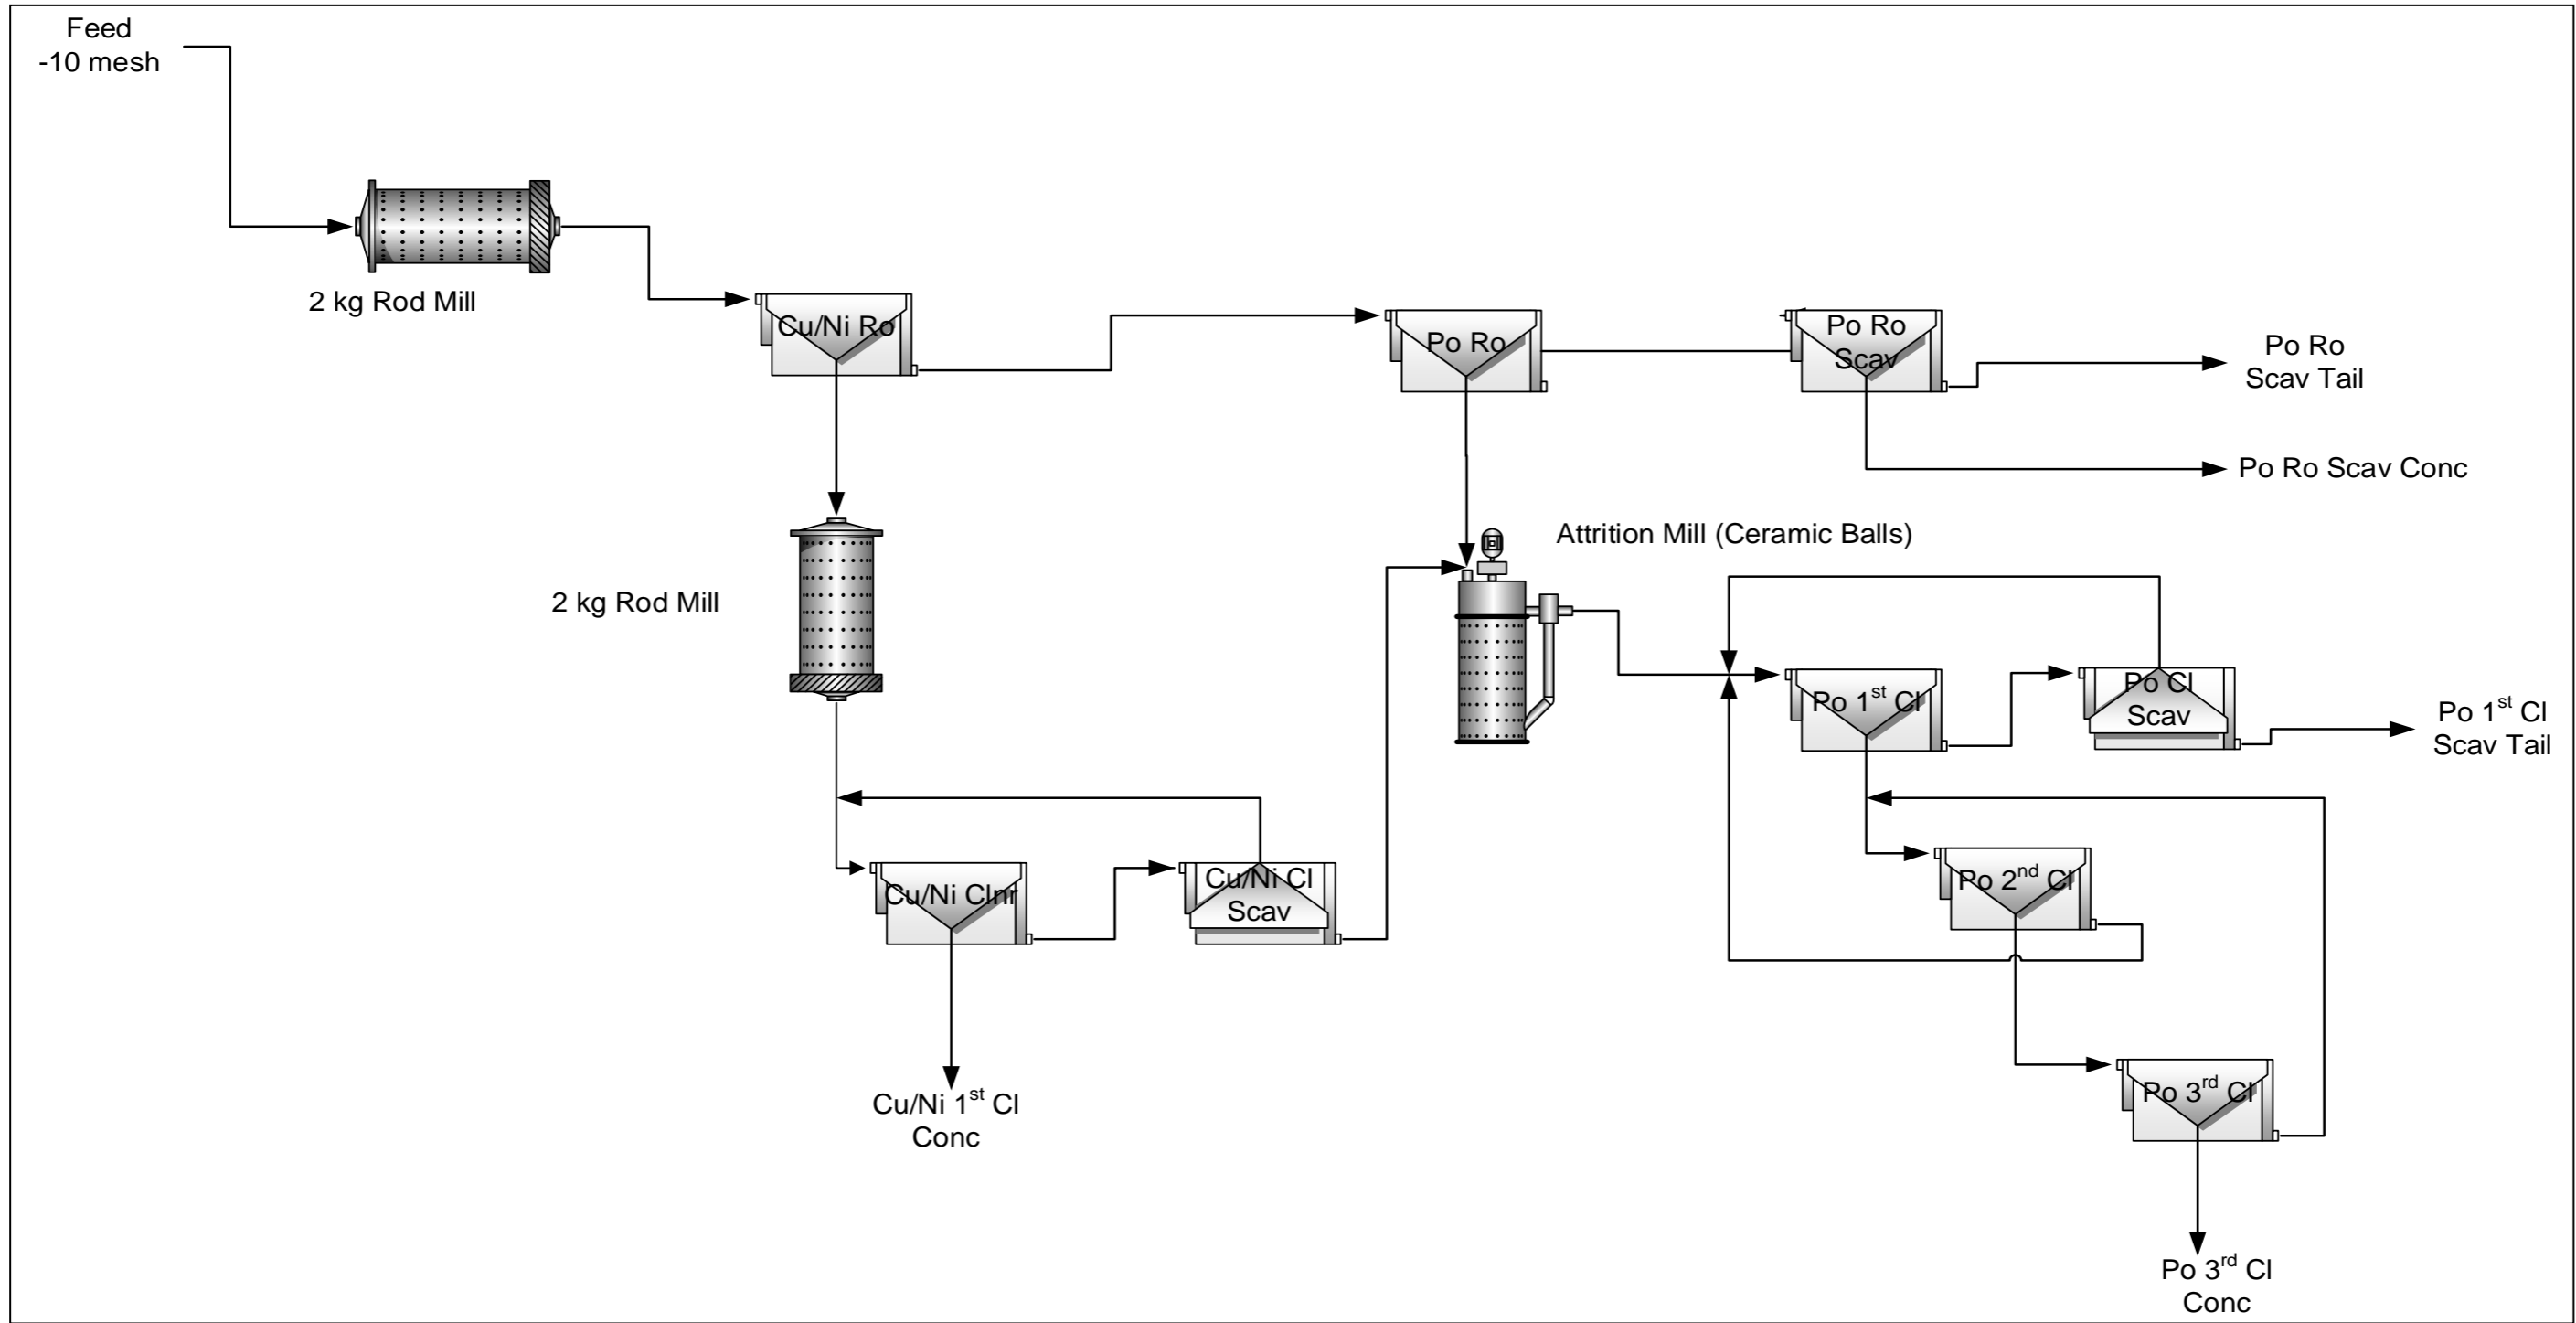 Feed
-10 mesh
2 kg Rod Mill
Cu/Ni Ro
Po Ro
Po Ro
Scav
Po Ro
Scav Tail
Po Ro Scav Conc
Attrition Mill (Ceramic Balls)
2 kg Rod Mill
Po 1st Cl
Po Cl
Scav
Po 1st Cl
Scav Tail
Cu/Ni Clnr
Cu/Ni Cl
Scav
Po 2nd Cl
Cu/Ni 1st Cl
Conc
Po 3rd Cl
Po 3rd Cl
Conc